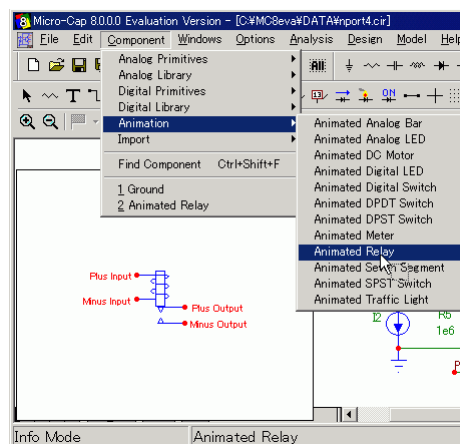 Micro-Cap 8.0.0.0 Evaluation Version - [C:¥MC8eva¥DATA¥nport4.cir]
File Edit Component Windows Options Analysis Design Model Help
Analog Primitives
Analog Library
Digital Primitives
Digital Library
Animation
Import
Find Component Ctrl+Shift+F
1 Ground
2 Animated Relay
Animated Analog Bar
Animated Analog LED
Animated DC Motor
Animated Digital LED
Animated Digital Switch
Animated DPDT Switch
Animated DPST Switch
Animated Meter
Animated Relay
Animated Seven Segment
Animated SPST Switch
Animated Traffic Light
Plus Input
Minus Input
Plus Output
Minus Output
I2
R5
1e6
Info Mode
Animated Relay